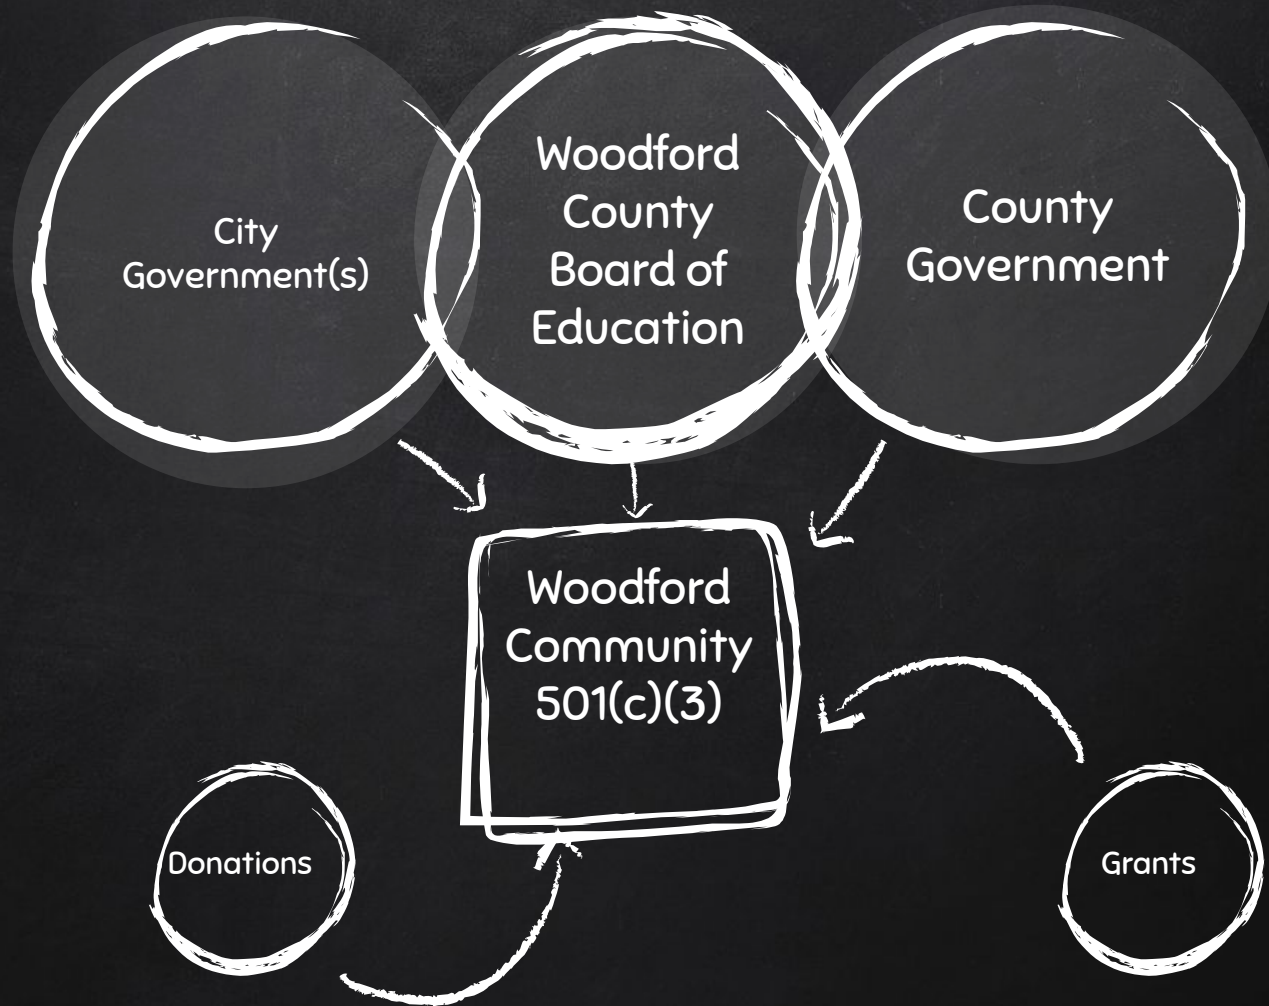 City
Government(s)
Woodford
County
Board of
Education
County
Government
Woodford
Community
501(c)(3)
Donations
Grants